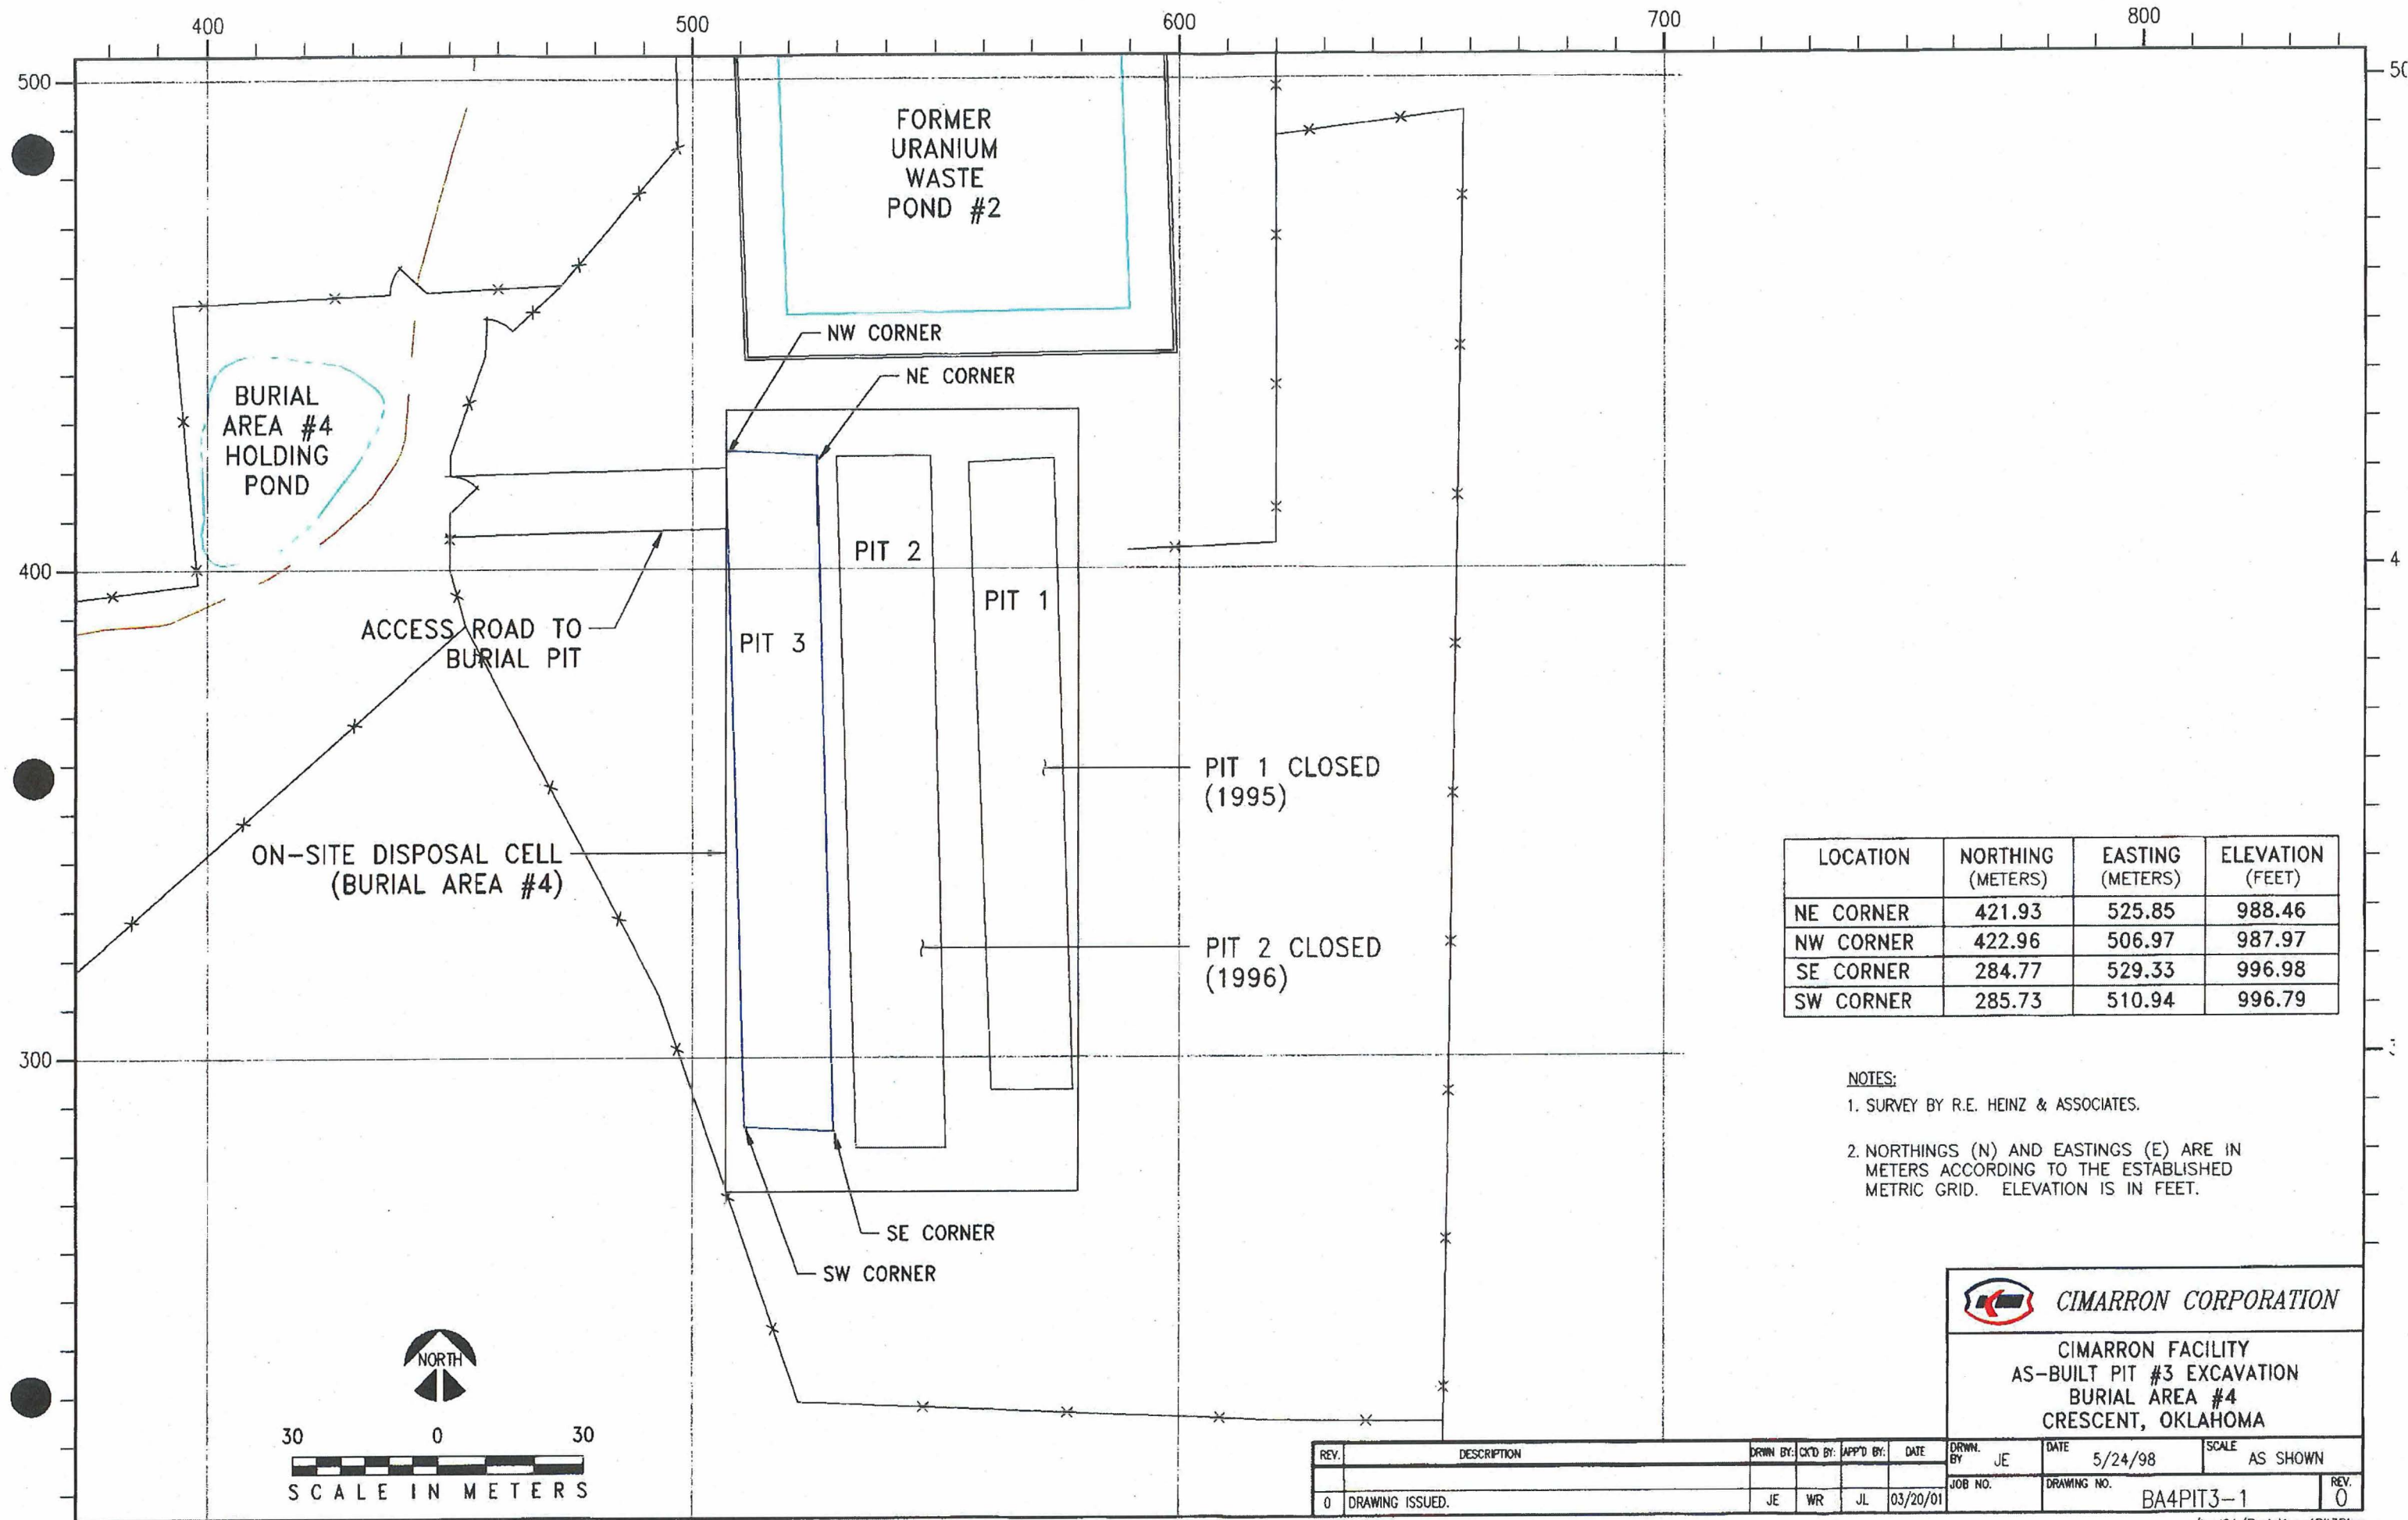 400 500 600 700 800
500
400
300
FORMER
URANIUM
WASTE
POND #2
NW CORNER
NE CORNER
BURIAL
AREA #4
HOLDING
POND
PIT 2
PIT 1
PIT 3
ACCESS ROAD TO
BURIAL PIT
PIT 1 CLOSED
(1995)
ON-SITE DISPOSAL CELL
(BURIAL AREA #4)
PIT 2 CLOSED
(1996)
SE CORNER
SW CORNER
LOCATION NORTHING (METERS) EASTING (METERS) ELEVATION (FEET)
NE CORNER 421.93 525.85 988.46
NW CORNER 422.96 506.97 987.97
SE CORNER 284.77 529.33 996.98
SW CORNER 285.73 510.94 996.79
NOTES:
1. SURVEY BY R.E. HEINZ & ASSOCIATES.
2. NORTHINGS (N) AND EASTINGS (E) ARE IN
METERS ACCORDING TO THE ESTABLISHED
METRIC GRID. ELEVATION IS IN FEET.
NORTH
30 0 30
SCALE IN METERS
CIMARRON CORPORATION
CIMARRON FACILITY
AS-BUILT PIT #3 EXCAVATION
BURIAL AREA #4
CRESCENT, OKLAHOMA
REV. DESCRIPTION DRWN BY: CK'D BY: APP'D BY: DATE
0 DRAWING ISSUED. JE WR JL 03/20/01
DRWN. BY JE DATE 5/24/98 SCALE AS SHOWN
JOB NO. DRAWING NO. BA4PIT3-1 REV. 0